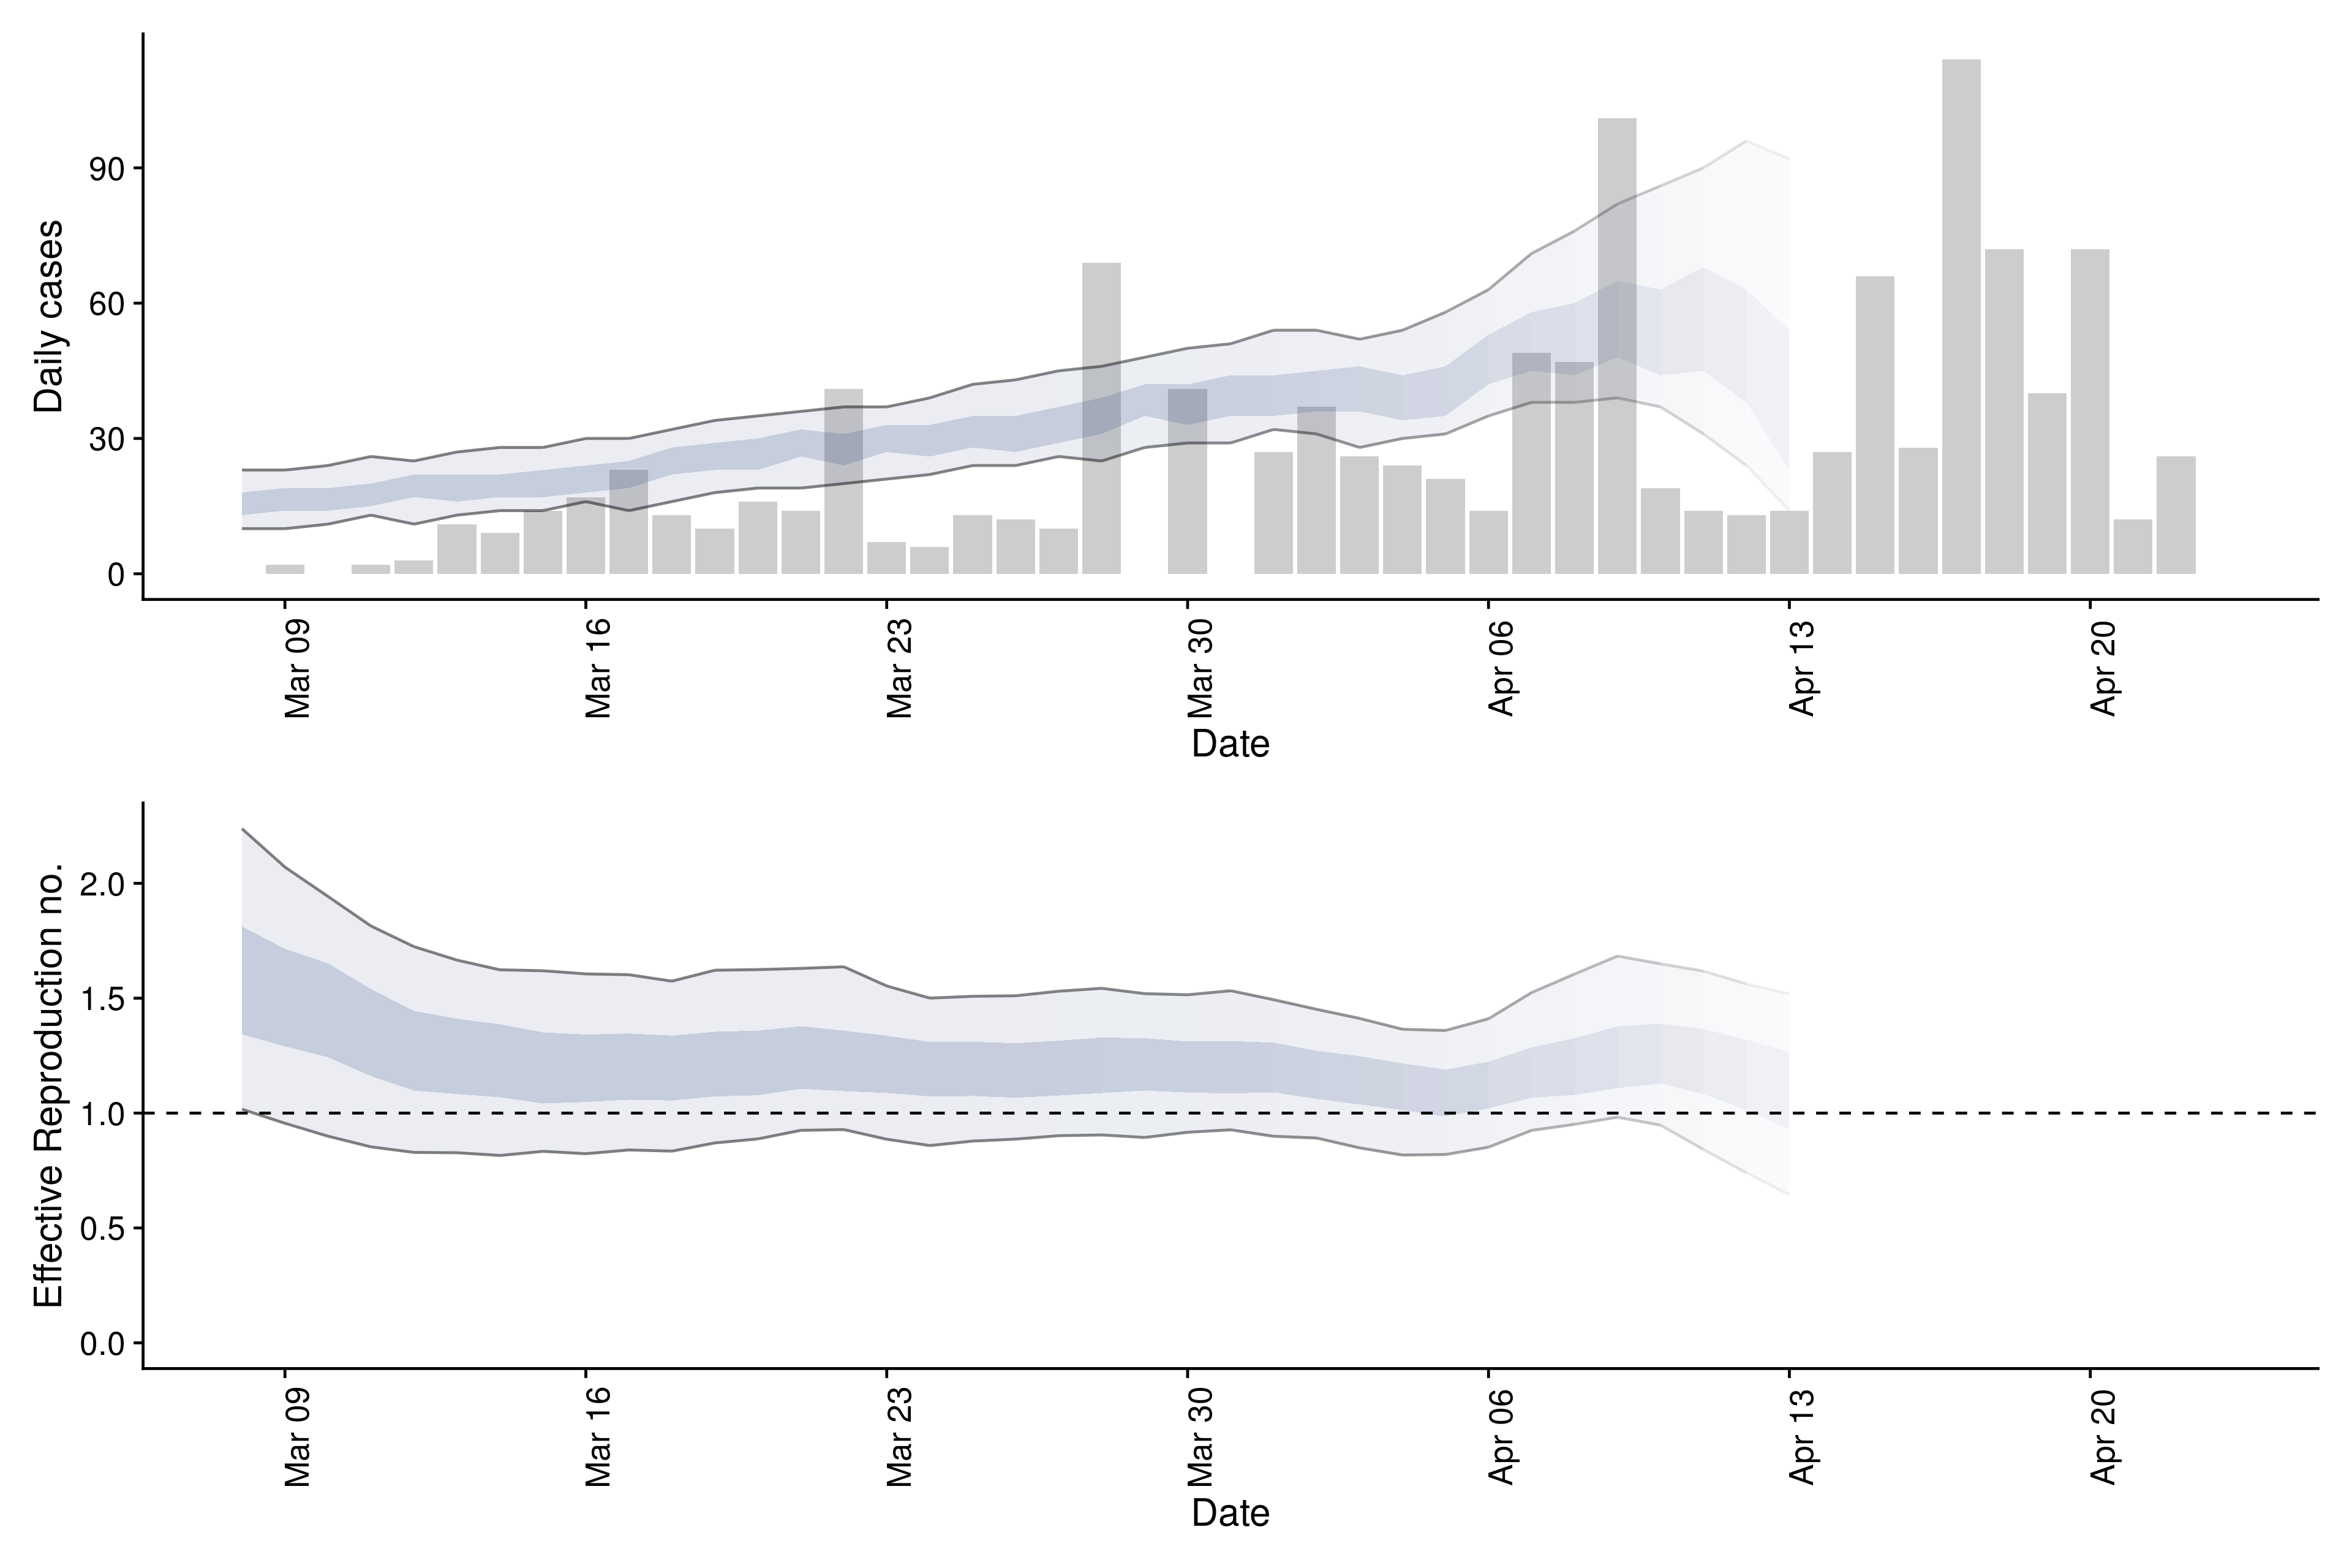 Daily cases
90
60
30
0
Mar 09
Mar 16
Mar 23
Mar 30
Apr 06
Apr 13
Apr 20
Date
Effective Reproduction no.
2.0
1.5
1.0
0.5
0.0
Mar 09
Mar 16
Mar 23
Mar 30
Apr 06
Apr 13
Apr 20
Date